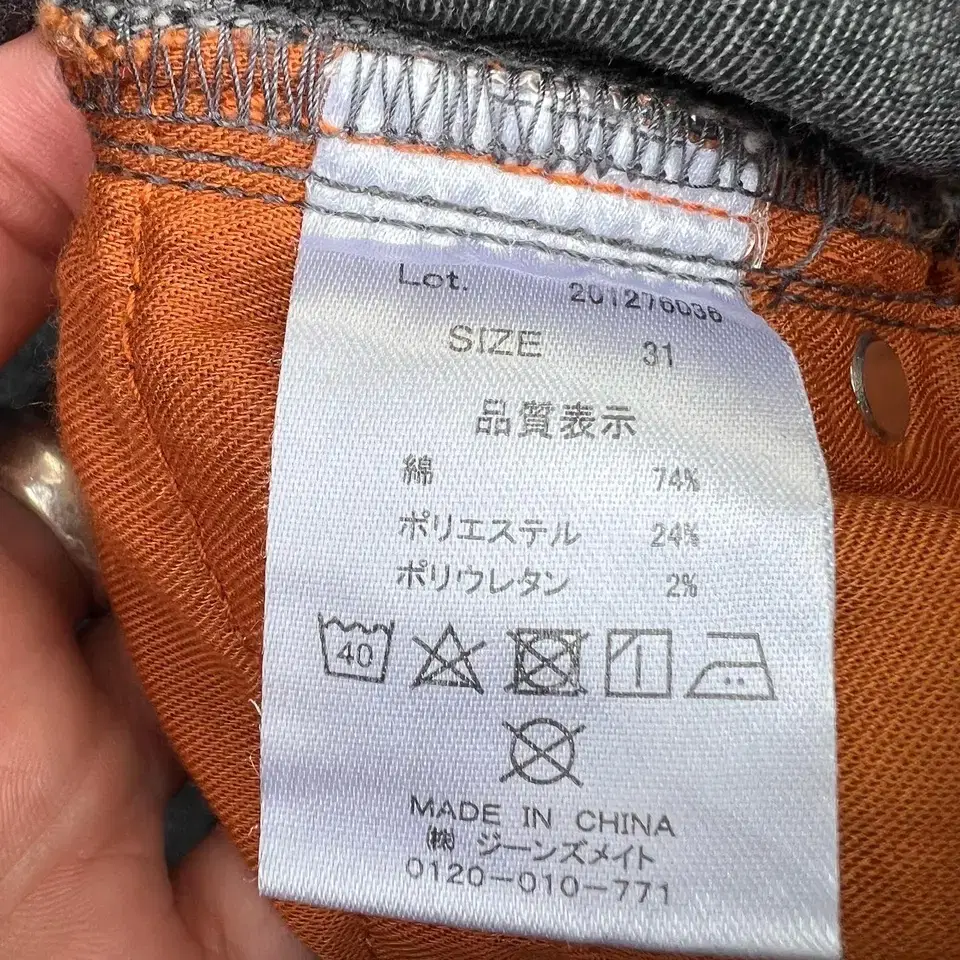 Lot. 201276036
SIZE 31
品質表示
綿 74%
ポリエステル 24%
ポリウレタン 2%
40
MADE IN CHINA
㈱ ジーンズメイト
0120-010-771